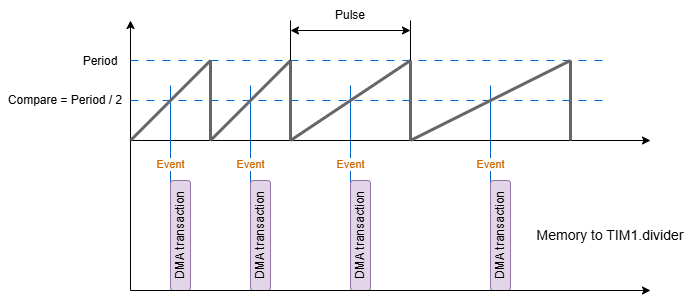 Pulse
Period
Compare = Period / 2
Event
Event
Event
Event
DMA transaction
DMA transaction
DMA transaction
DMA transaction
Memory to TIM1.divider